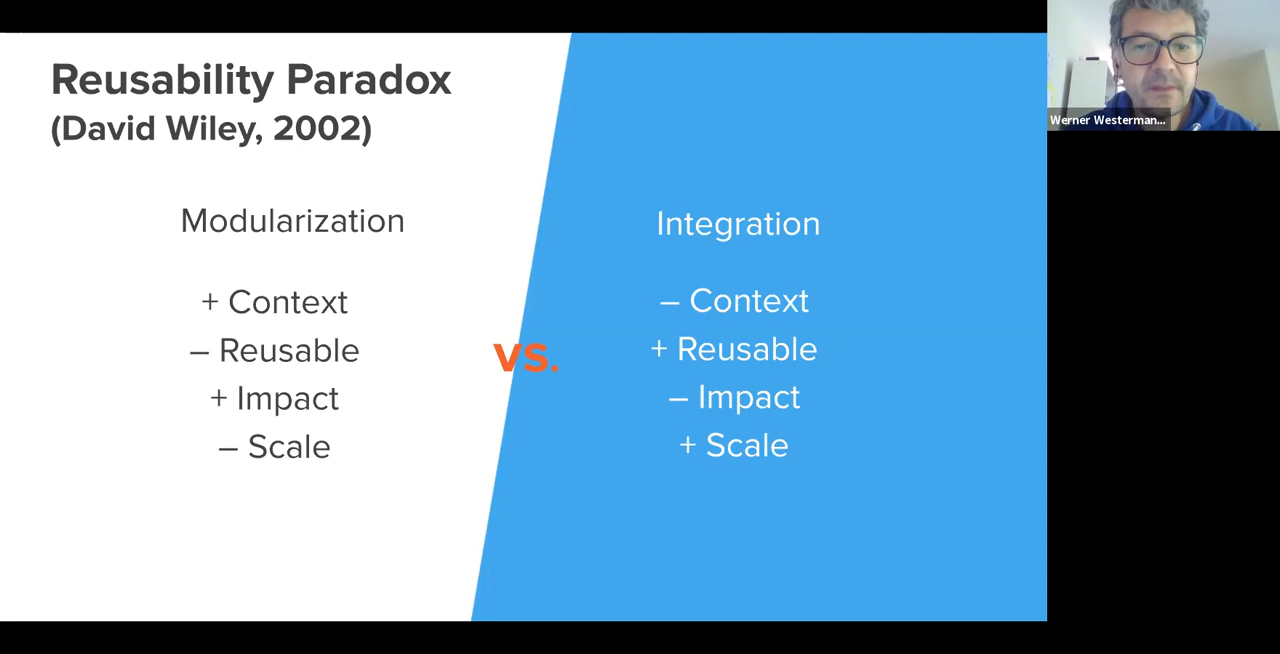 Reusability Paradox
(David Wiley, 2002)
Modularization
+ Context
– Reusable
+ Impact
– Scale
vs.
Integration
– Context
+ Reusable
– Impact
+ Scale
Werner Westerman...